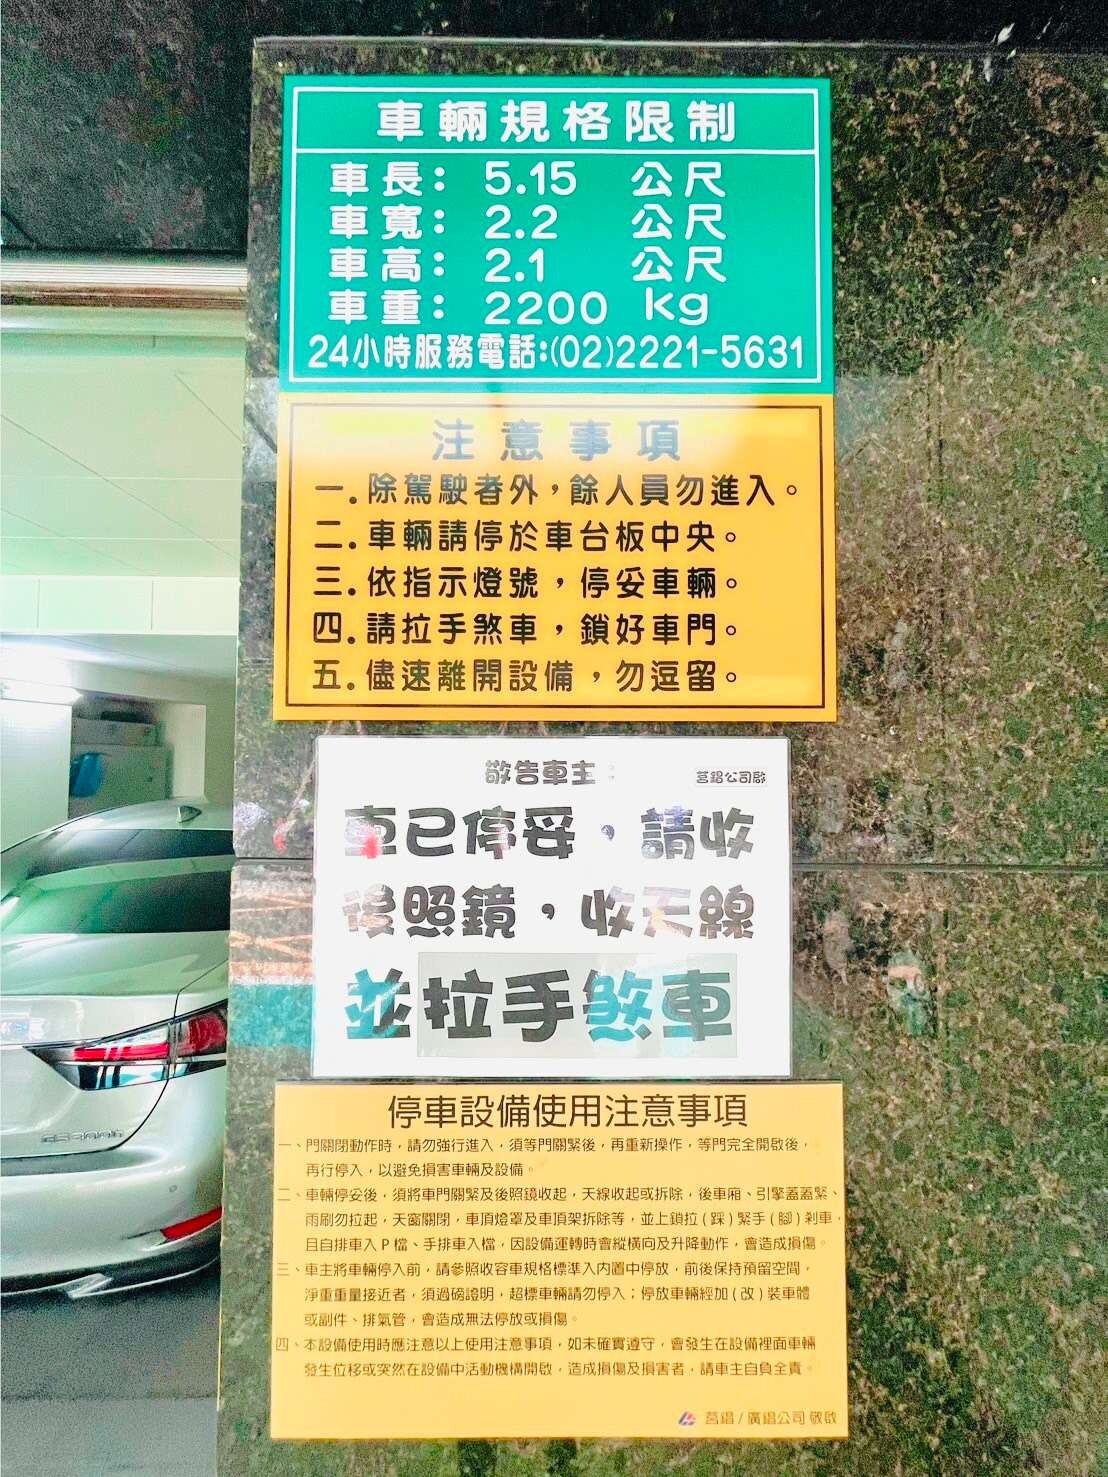 車輛規格限制
車長: 5.15 公尺
車寬: 2.2 公尺
車高: 2.1 公尺
車重: 2200 kg
24小時服務電話:(02)2221-5631
注意事項
一.除駕駛者外，餘人員勿進入。
二.車輛請停於車台板中央。
三.依指示燈號，停妥車輛。
四.請拉手煞車，鎖好車門。
五.儘速離開設備，勿逗留。
敬告車主：
公司啟
車已停妥，請收
後照鏡，收天線
並拉手煞車
停車設備使用注意事項
一、門關閉動作時，請勿強行進入，須等門關緊後，再重新操作，等門完全開啟後，
再行停入，以避免損害車輛及設備。
二、車輛停妥後，須將車門關緊及後照鏡收起，天線收起或拆除，後車廂、引擎蓋蓋緊、
雨刷勿拉起，天窗關閉，車頂燈罩及車頂架拆除等，並上鎖拉(踩)緊手(腳)剎車，
且自排車入P檔、手排車入檔，因設備運轉時會縱橫向及升降動作，會造成損傷。
三、車主將車輛停入前，請參照收容車規格標準入內置中停放，前後保持預留空間，
淨重重量接近者，須過磅證明，超標車輛請勿停入；停放車輛經加(改)裝車體
或副件、排氣管，會造成無法停放或損傷。
四、本設備使用時應注意以上使用注意事項，如未確實遵守，會發生在設備裡面車輛
發生位移或突然在設備中活動機構開啟，造成損傷及損害者，請車主自負全責。
公司 敬啟